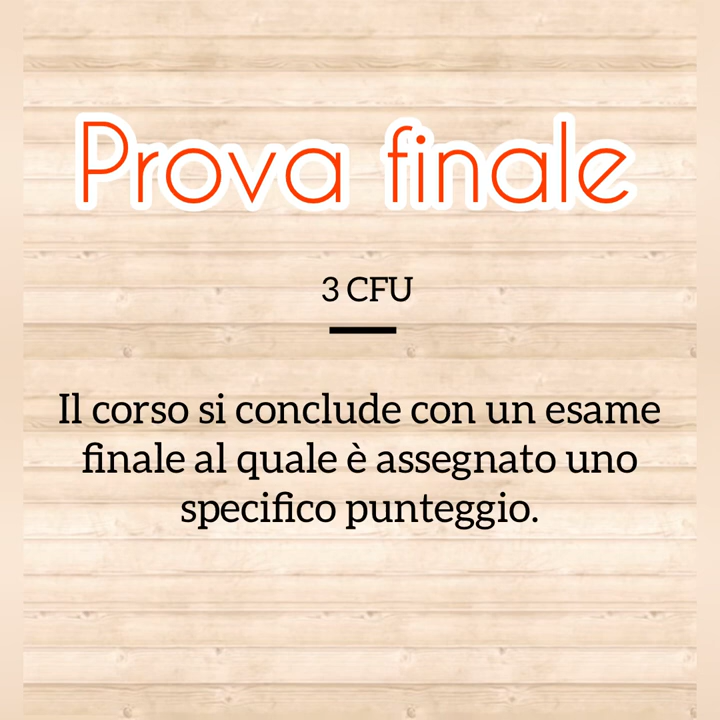 Prova finale
3 CFU
Il corso si conclude con un esame
finale al quale è assegnato uno
specifico punteggio.